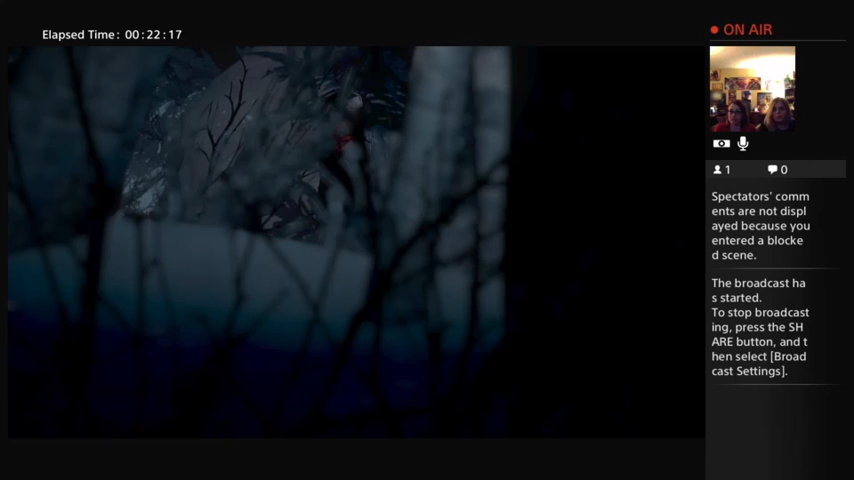 Elapsed Time: 00:22:17
ON AIR
1 0
Spectators' comm
ents are not displ
ayed because you
entered a blocke
d scene.
The broadcast ha
s started.
To stop broadcast
ing, press the SH
ARE button, and t
hen select [Broad
cast Settings].